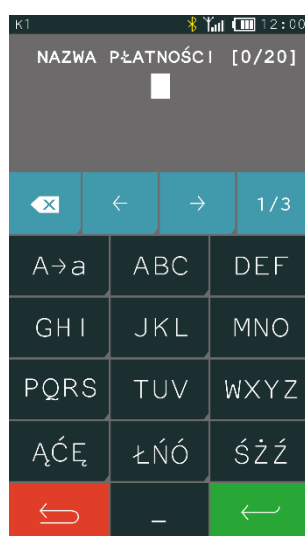 K1 12:00
NAZWA PŁATNOŚCI [0/20]
← → 1/3
A→a ABC DEF
GHI JKL MNO
PQRS TUV WXYZ
ĄĆĘ ŁŃÓ ŚŻŹ
_